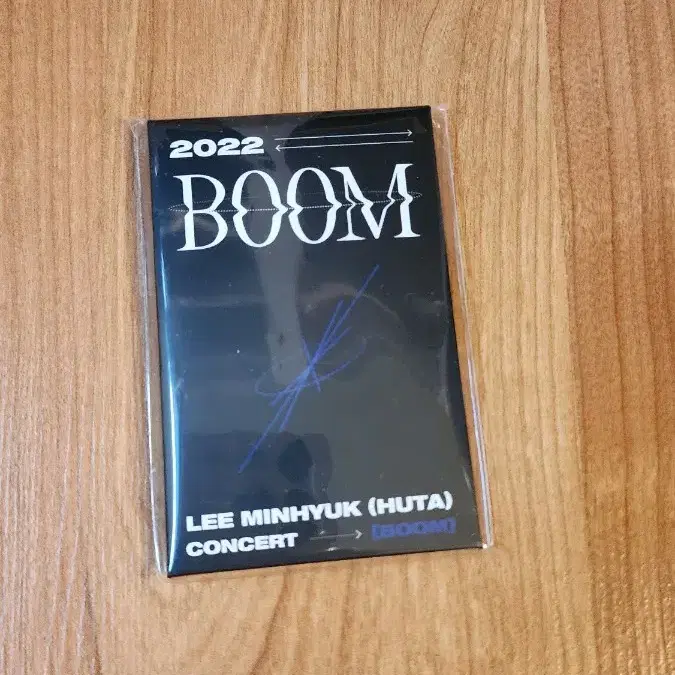 2022
BOOM
LEE MINHYUK (HUTA)
CONCERT [BOOM]